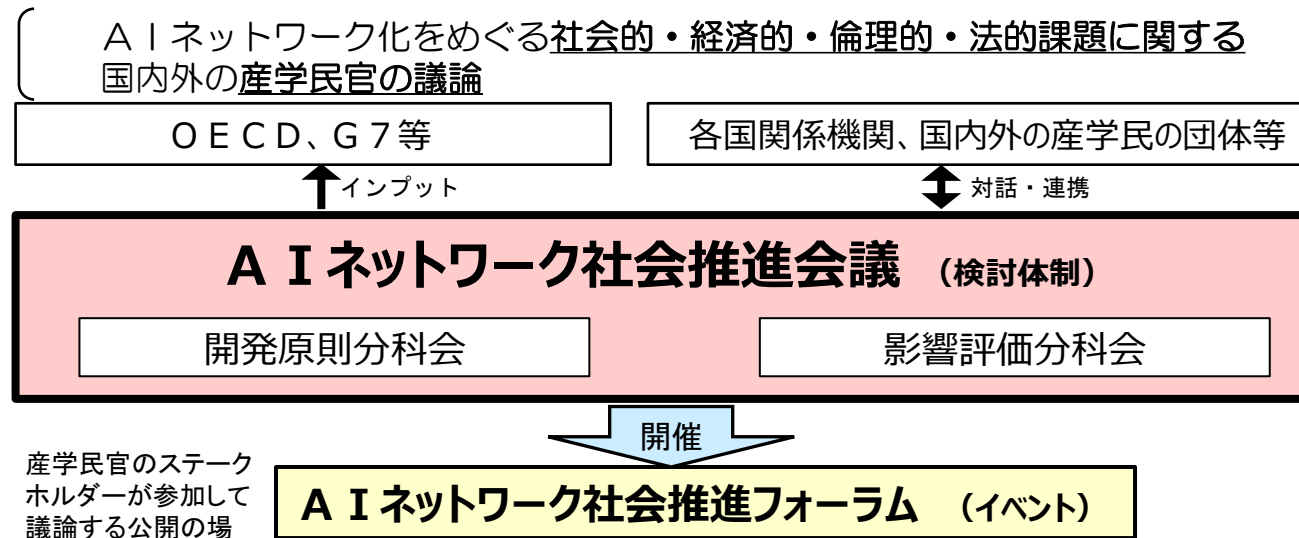 ＡＩネットワーク化をめぐる社会的・経済的・倫理的・法的課題に関する
国内外の産学民官の議論
ＯＥＣＤ、Ｇ７等
各国関係機関、国内外の産学民の団体等
インプット
対話・連携
ＡＩネットワーク社会推進会議 （検討体制）
開発原則分科会
影響評価分科会
開催
産学民官のステーク
ホルダーが参加して
議論する公開の場
ＡＩネットワーク社会推進フォーラム （イベント）